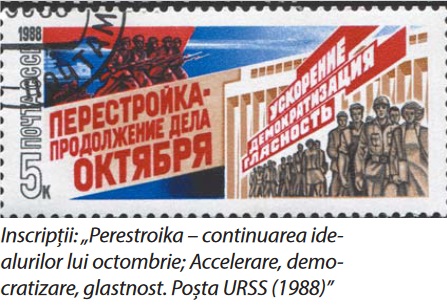 1988
ПОЧТА СССР
5К
ПОЧТАМТ
ПЕРЕСТРОЙКА-
ПРОДОЛЖЕНИЕ ДЕЛА
ОКТЯБРЯ
УСКОРЕНИЕ
ДЕМОКРАТИЗАЦИЯ
ГЛАСНОСТЬ
Inscripții: „Perestroika – continuarea ide-
alurilor lui octombrie; Accelerare, demo-
cratizare, glastnost. Poșta URSS (1988)”